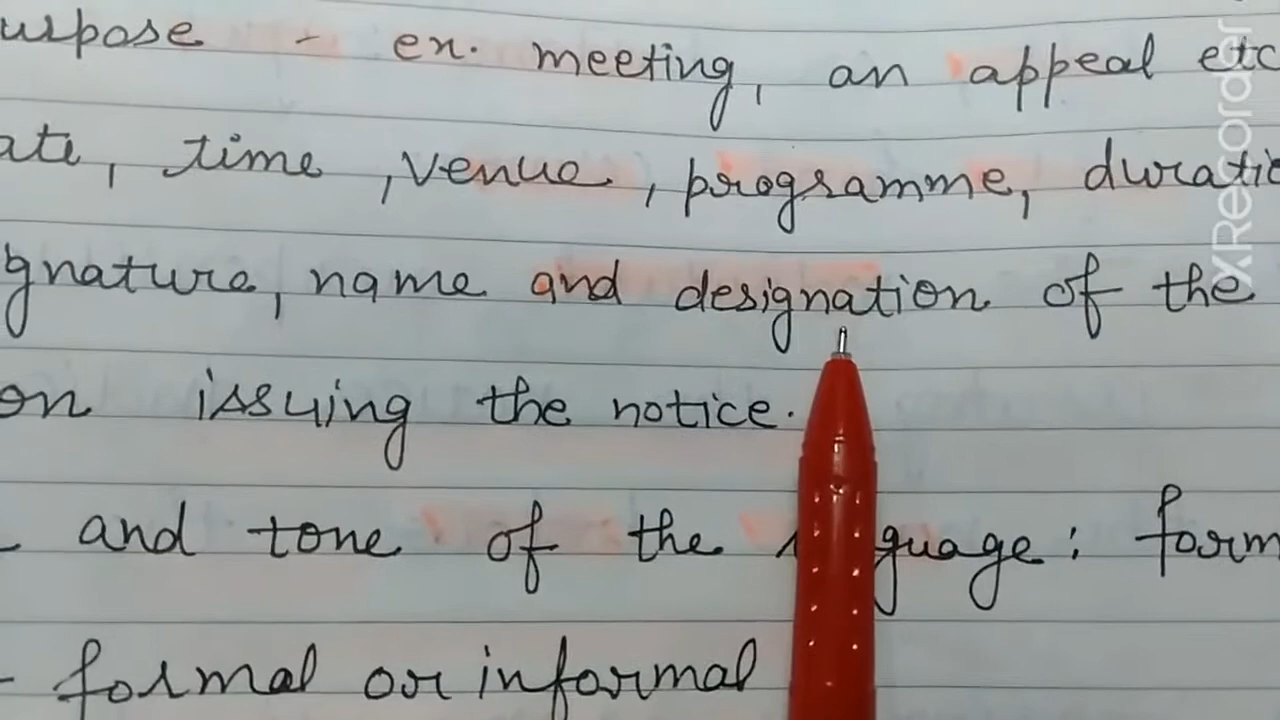 urpose - ex. meeting, an appeal etc
ate, time, venue, programme, duratio
gnature, name and designation of the
on issuing the notice.
- and tone of the guage: form
- formal or informal
XRecorder